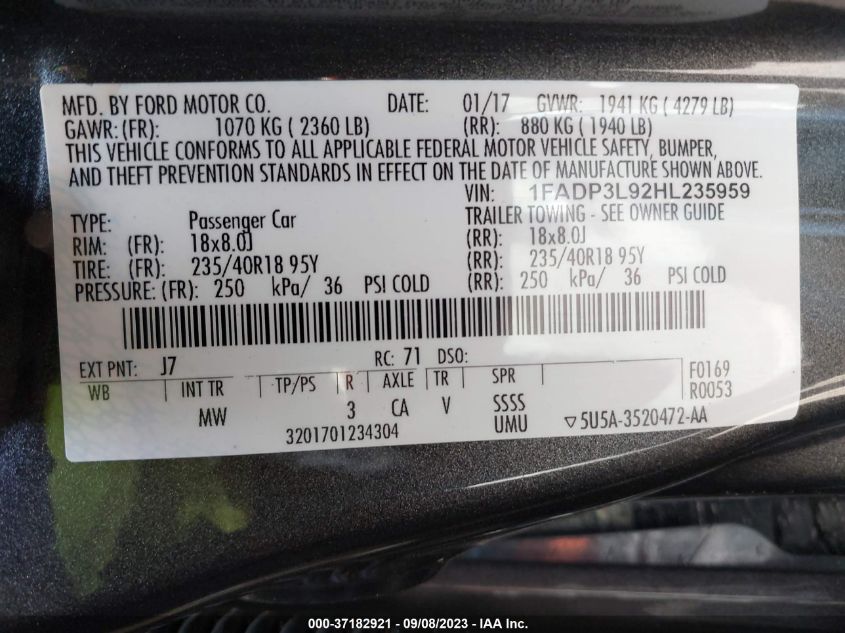 MFD. BY FORD MOTOR CO. DATE: 01/17 GVWR: 1941 KG ( 4279 LB)
GAWR: (FR): 1070 KG ( 2360 LB) (RR): 880 KG ( 1940 LB)
THIS VEHICLE CONFORMS TO ALL APPLICABLE FEDERAL MOTOR VEHICLE SAFETY, BUMPER,
AND THEFT PREVENTION STANDARDS IN EFFECT ON THE DATE OF MANUFACTURE SHOWN ABOVE.
VIN: 1FADP3L92HL235959
TYPE: Passenger Car TRAILER TOWING - SEE OWNER GUIDE
RIM: (FR): 18x8.0J (RR): 18x8.0J
TIRE: (FR): 235/40R18 95Y (RR): 235/40R18 95Y
PRESSURE: (FR): 250 kPa/ 36 PSI COLD (RR): 250 kPa/ 36 PSI COLD
EXT PNT: J7 RC: 71 DSO: F0169
WB INT TR TP/PS R AXLE TR SPR R0053
MW 3 CA V SSSS
3201701234304 UMU ▽5U5A-3520472-AA
000-37182921 - 09/08/2023 - IAA Inc.